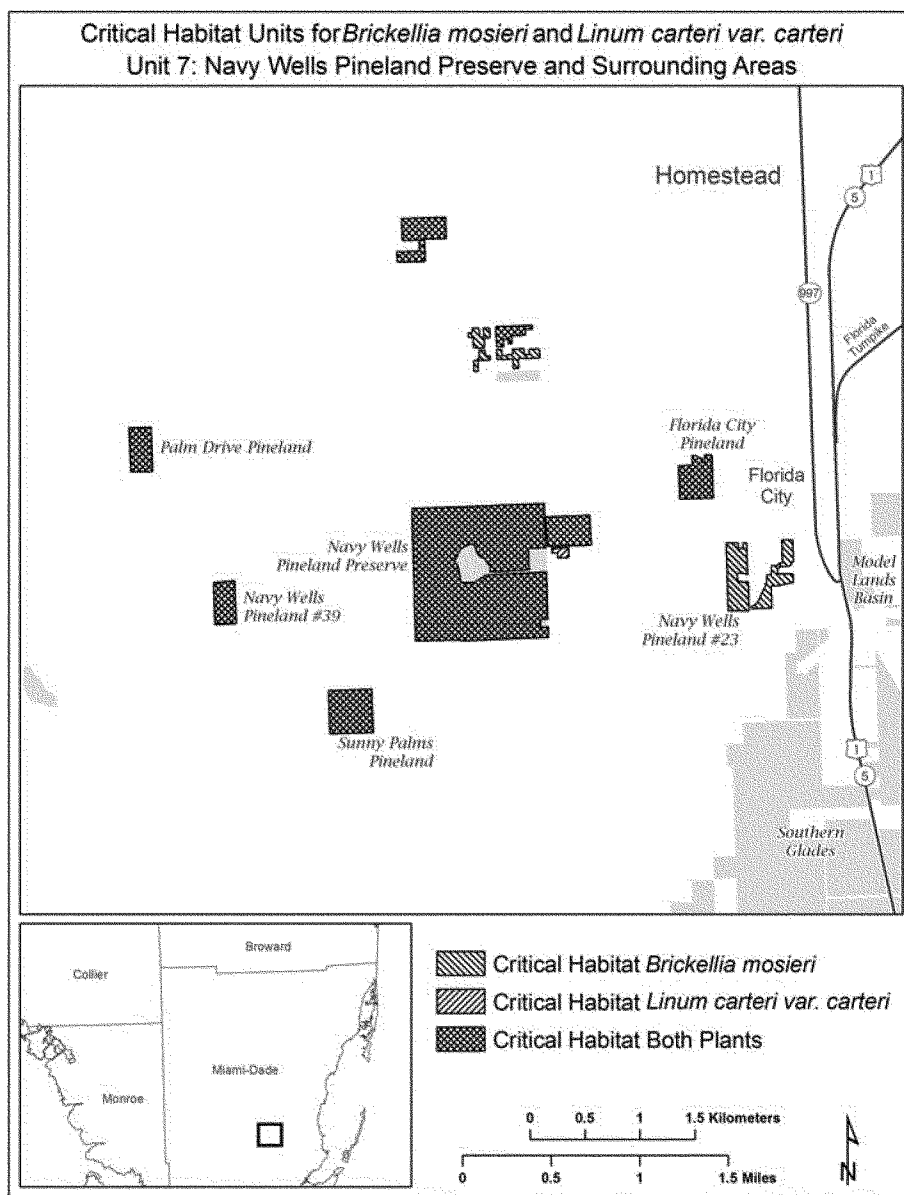 Critical Habitat Units for Brickellia mosieri and Linum carteri var. carteri
Unit 7: Navy Wells Pineland Preserve and Surrounding Areas
Homestead
1
5
997
Florida
Turnpike
Palm Drive Pineland
Florida City
Pineland
Florida
City
Navy Wells
Pineland Preserve
Model
Lands
Basin
Navy Wells
Pineland #39
Navy Wells
Pineland #23
Sunny Palms
Pineland
1
5
Southern
Glades
Broward
Collier
Miami-Dade
Monroe
Critical Habitat Brickellia mosieri
Critical Habitat Linum carteri var. carteri
Critical Habitat Both Plants
0 0.5 1 1.5 Kilometers
0 0.5 1 1.5 Miles
N